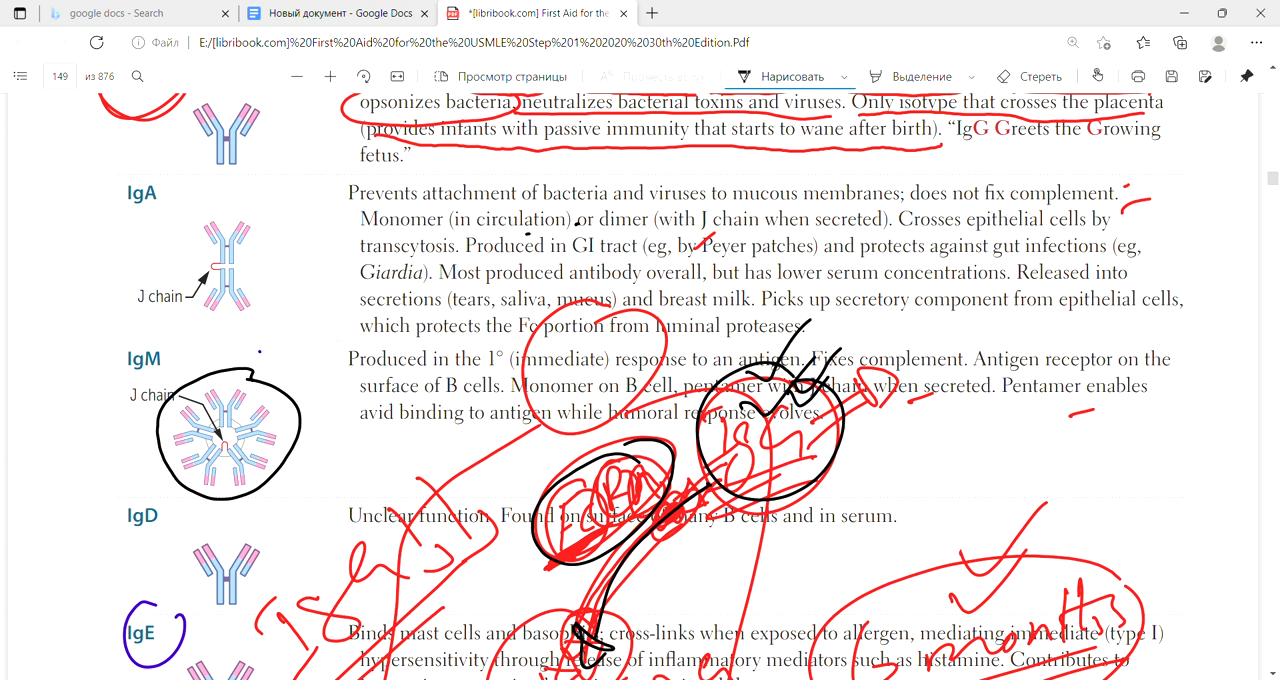 google docs - Search
Новый документ - Google Docs
*[libribook.com] First Aid for the
Файл
E:/[libribook.com]%20First%20Aid%20for%20the%20USMLE%20Step%201%202020%2030th%20Edition.Pdf
149 из 876
Просмотр страницы
Прочесть вслух
Нарисовать
Выделение
Стереть
opsonizes bacteria, neutralizes bacterial toxins and viruses. Only isotype that crosses the placenta
(provides infants with passive immunity that starts to wane after birth). “IgG Greets the Growing
fetus.”
IgA
Prevents attachment of bacteria and viruses to mucous membranes; does not fix complement.
Monomer (in circulation) or dimer (with J chain when secreted). Crosses epithelial cells by
transcytosis. Produced in GI tract (eg, by Peyer patches) and protects against gut infections (eg,
Giardia). Most produced antibody overall, but has lower serum concentrations. Released into
secretions (tears, saliva, mucus) and breast milk. Picks up secretory component from epithelial cells,
which protects the Fc portion from luminal proteases.
J chain
IgM
Produced in the 1° (immediate) response to an antigen. Fixes complement. Antigen receptor on the
surface of B cells. Monomer on B cell, pentamer with J chain when secreted. Pentamer enables
avid binding to antigen while humoral response evolves.
J chain
IgD
Unclear function. Found on surface of many B cells and in serum.
IgE
Binds mast cells and basophils; cross-links when exposed to allergen, mediating immediate (type I)
hypersensitivity through release of inflammatory mediators such as histamine. Contributes to
6 months